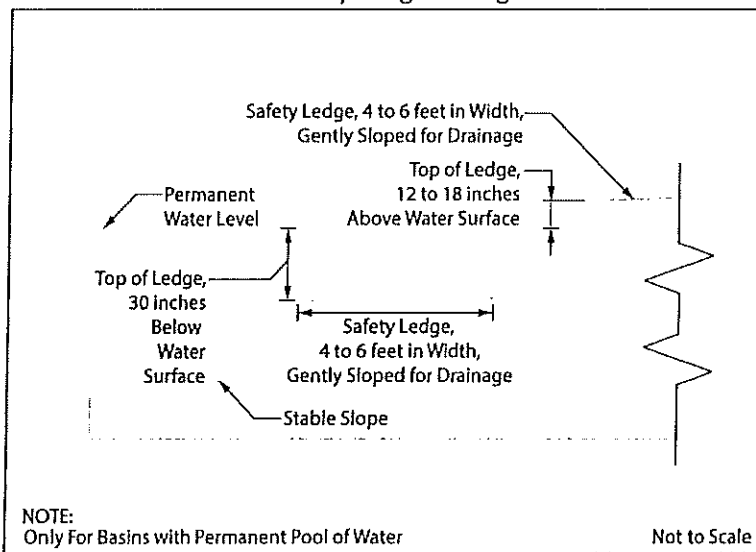 Safety Ledge, 4 to 6 feet in Width,
Gently Sloped for Drainage
Top of Ledge,
12 to 18 inches
Above Water Surface
Permanent
Water Level
Top of Ledge,
30 inches
Below
Water
Surface
Safety Ledge,
4 to 6 feet in Width,
Gently Sloped for Drainage
Stable Slope
NOTE:
Only For Basins with Permanent Pool of Water
Not to Scale